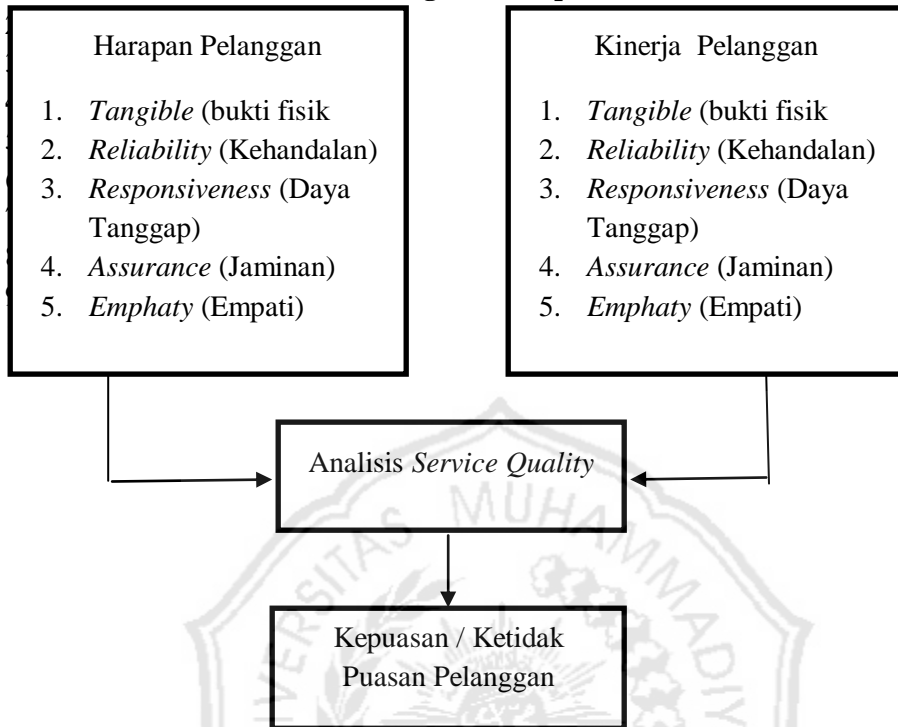 Harapan Pelanggan
1. Tangible (bukti fisik
2. Reliability (Kehandalan)
3. Responsiveness (Daya
Tanggap)
4. Assurance (Jaminan)
5. Emphaty (Empati)
Kinerja Pelanggan
1. Tangible (bukti fisik
2. Reliability (Kehandalan)
3. Responsiveness (Daya
Tanggap)
4. Assurance (Jaminan)
5. Emphaty (Empati)
Analisis Service Quality
MUHAMMADIY
Kepuasan / Ketidak
Puasan Pelanggan